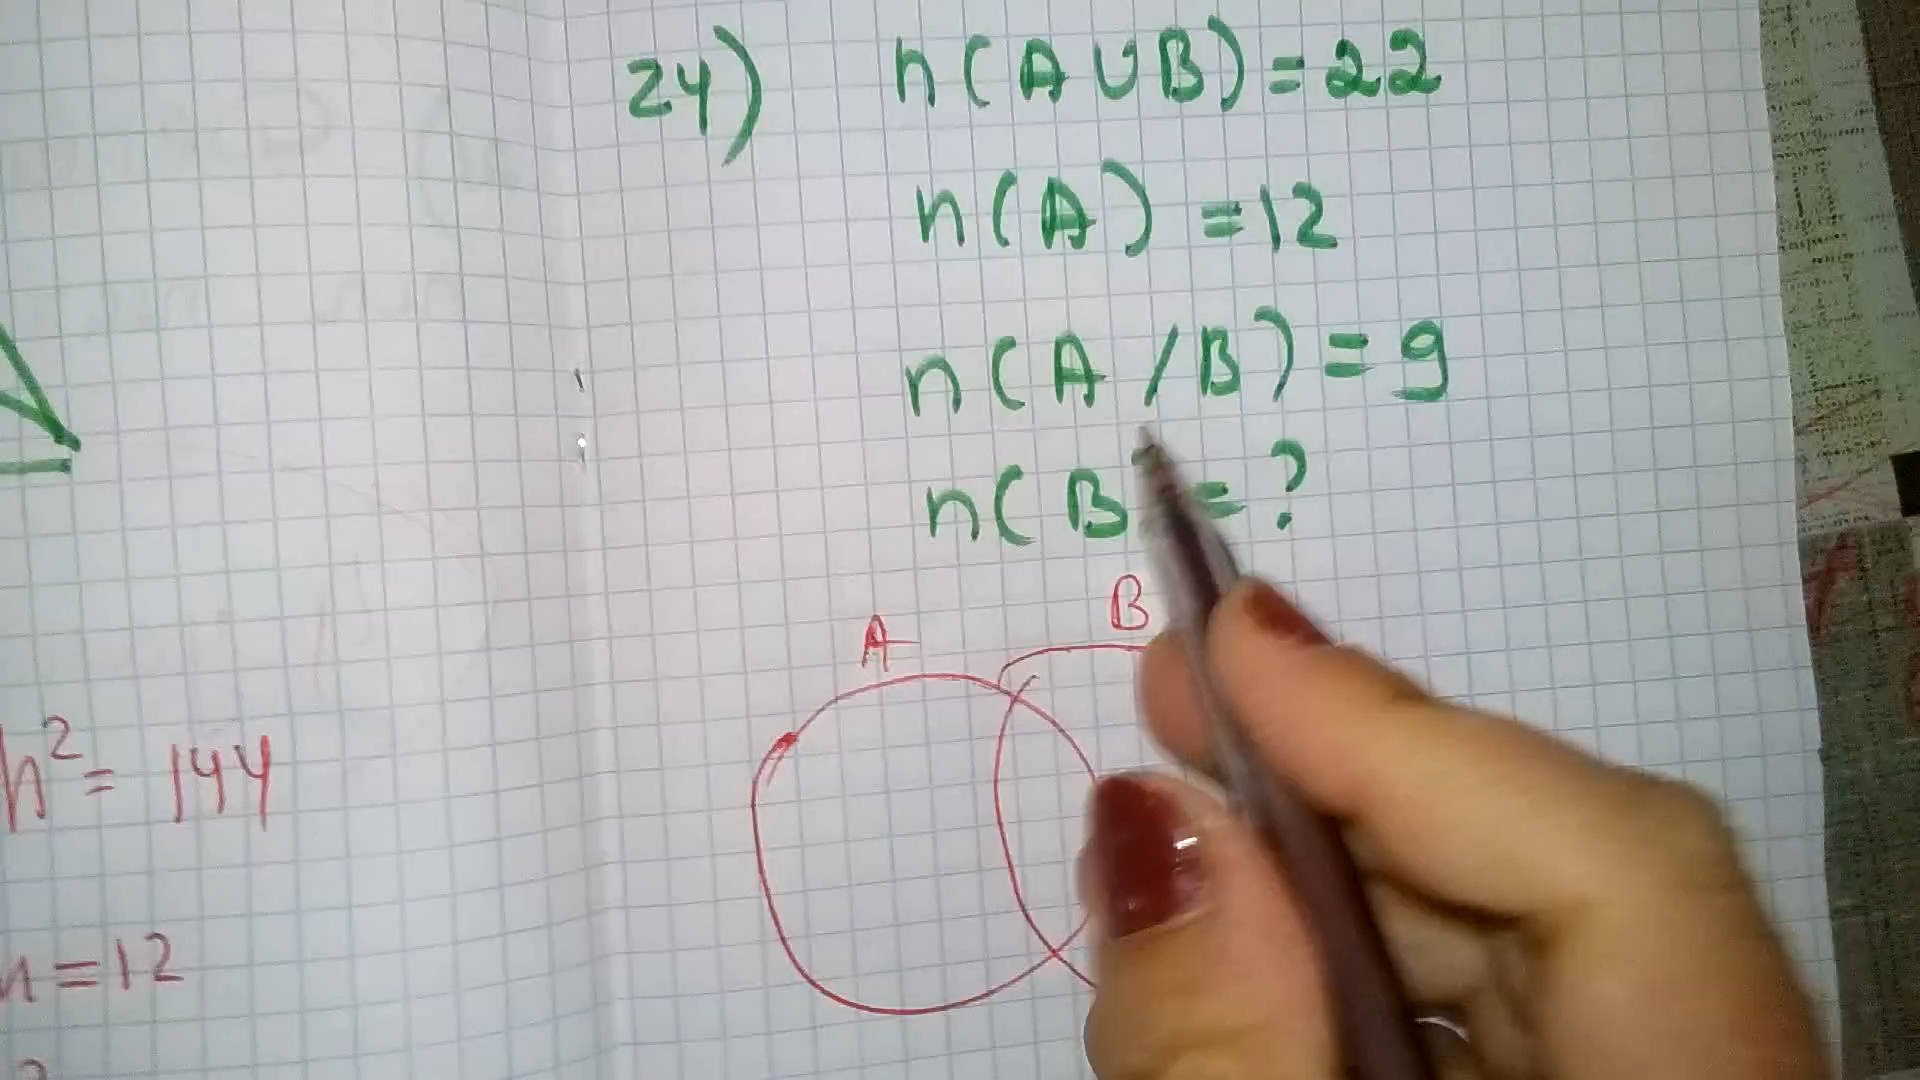 24) n(A∪B)=22
n(A)=12
n(A/B)=9
n(B = ?
A B
h²= 144
n=12